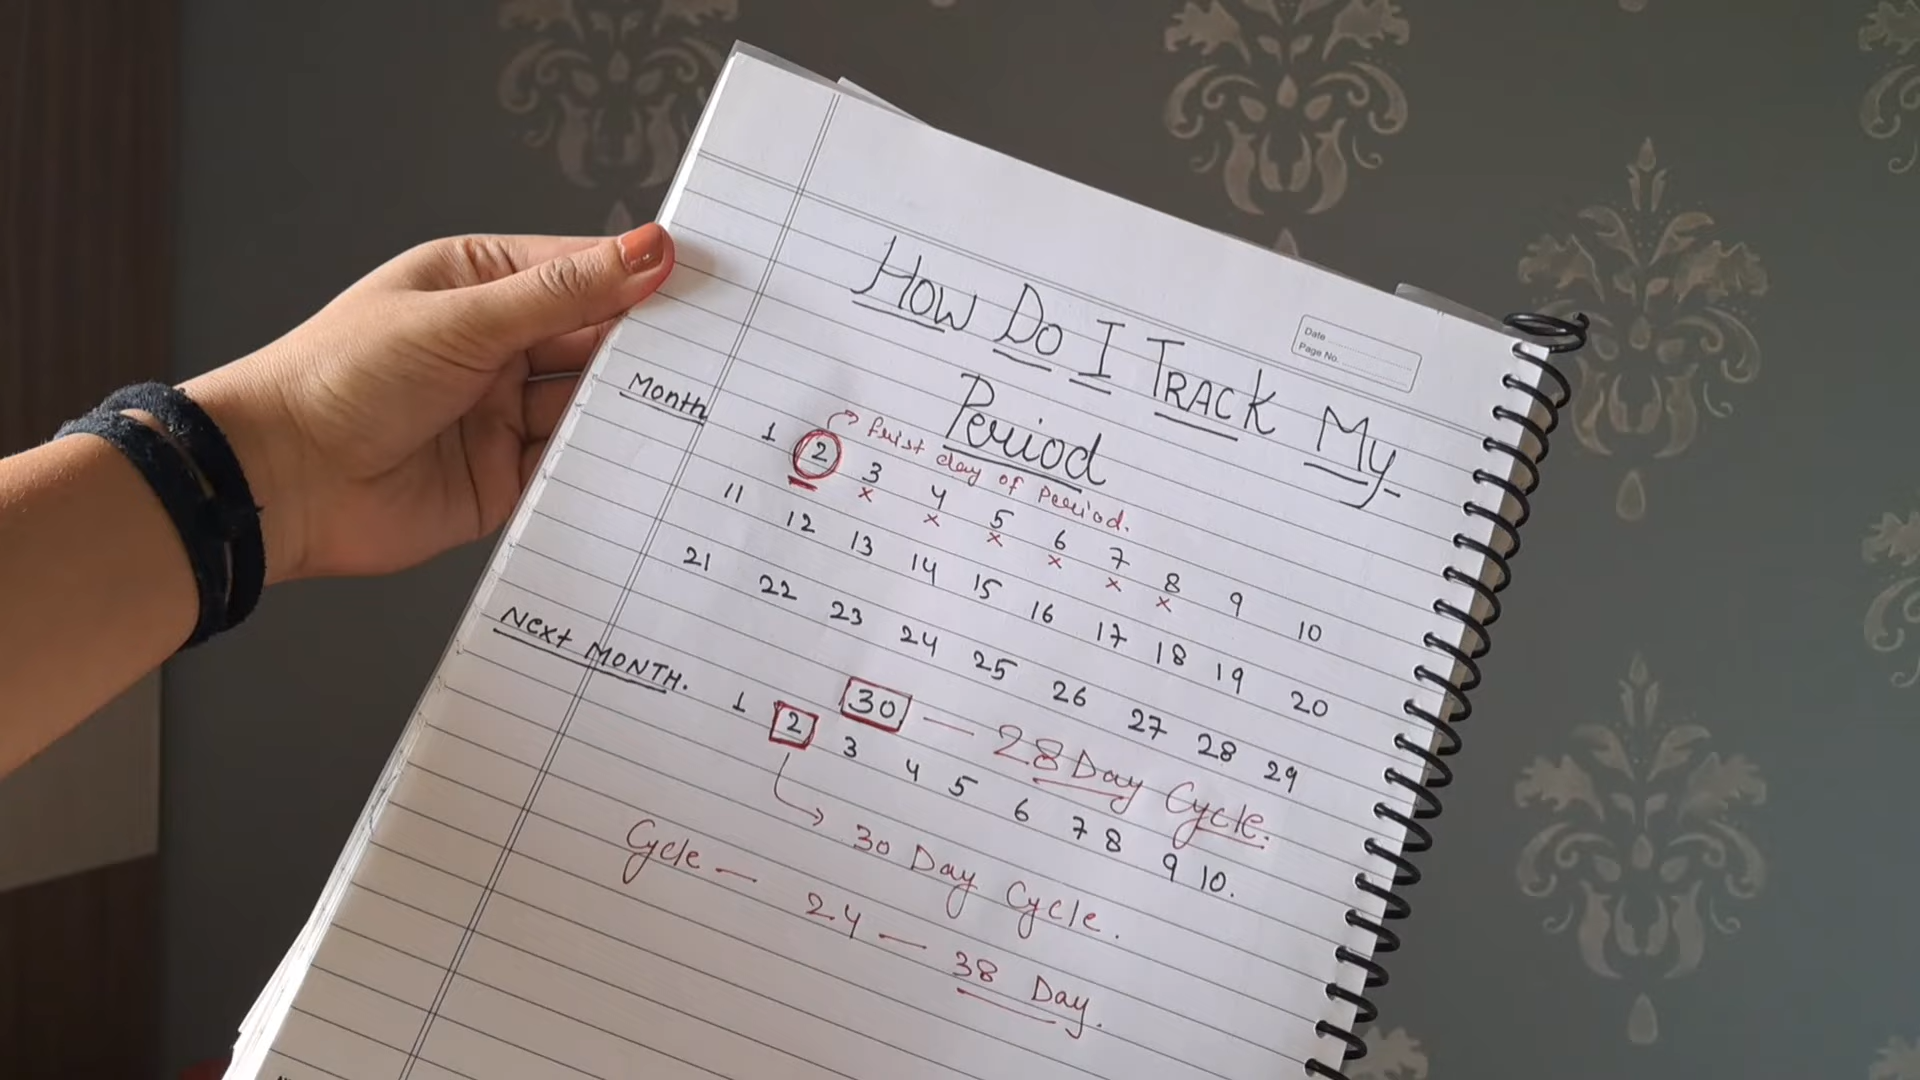 How Do I Track My
Period
Date
Page No.
Month
Frist day of Period.
1 2 3 4 5 6 7 8 9 10
x x x x x x
11 12 13 14 15 16 17 18 19 20
21 22 23 24 25 26 27 28 29
30 — 28 Day Cycle.
Next MONTH.
1 2 3 4 5 6 7 8 9 10.
30 Day Cycle.
Cycle — 24 — 38 Day.